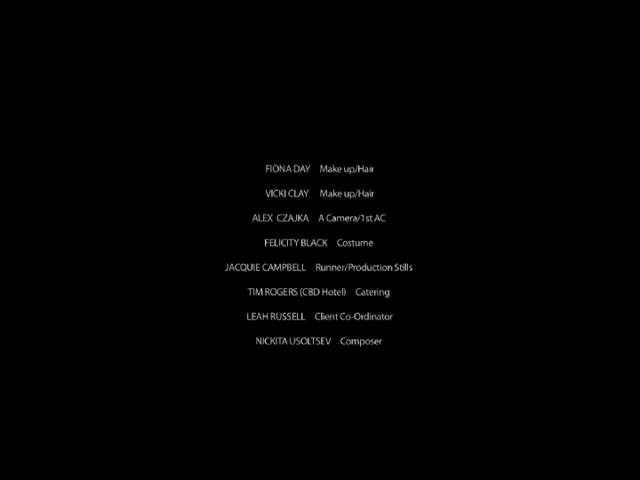 FIONA DAY Make up/Hair
VICKI CLAY Make up/Hair
ALEX CZAJKA A Camera/1st AC
FELICITY BLACK Costume
JACQUIE CAMPBELL Runner/Production Stills
TIM ROGERS (CBD Hotel) Catering
LEAH RUSSELL Client Co-Ordinator
NICKITA USOLTSEV Composer